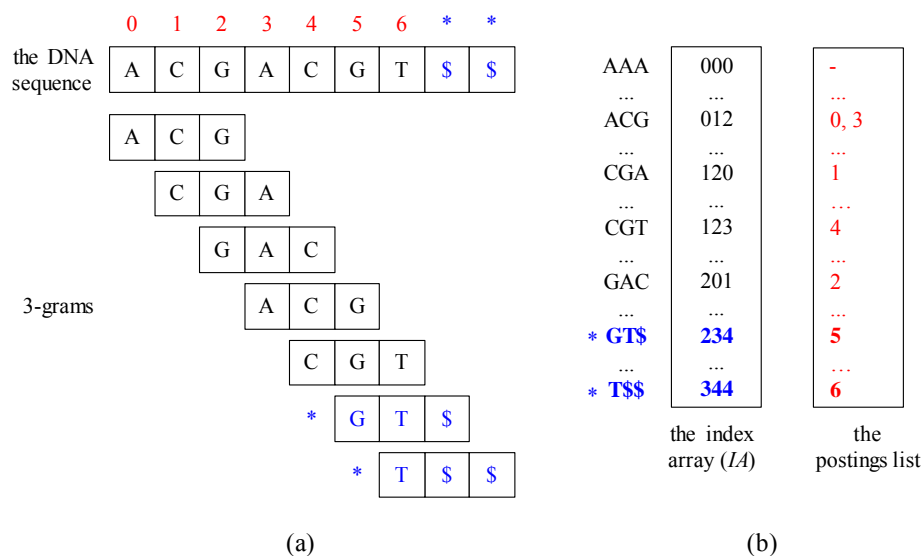 0 1 2 3 4 5 6 * *
the DNA sequence
A C G A C G T $ $
A C G
C G A
G A C
3-grams
A C G
C G T
* G T $
* T $ $
(a)
AAA 000 -
... ... ...
ACG 012 0, 3
... ... ...
CGA 120 1
... ... ...
CGT 123 4
... ... ...
GAC 201 2
... ... ...
* GT$ 234 5
... ... ...
* T$$ 344 6
the index
array (IA)
the
postings list
(b)